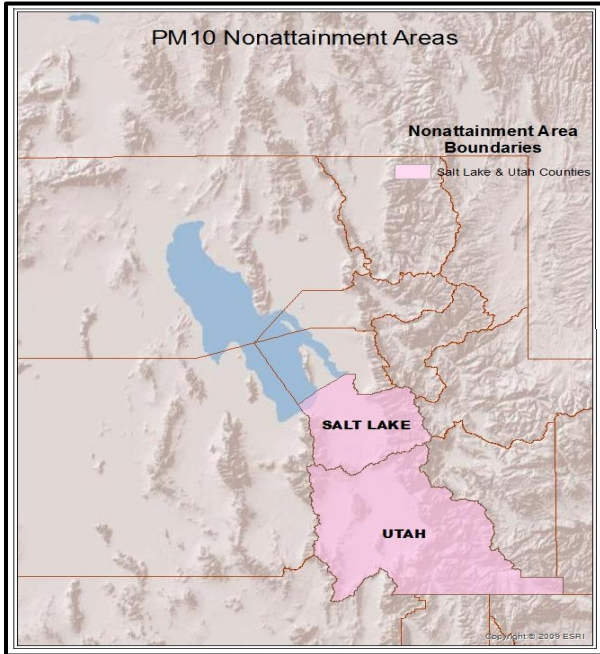 PM10 Nonattainment Areas
Nonattainment Area
Boundaries
Salt Lake & Utah Counties
SALT LAKE
UTAH
Copyright:© 2009 ESRI